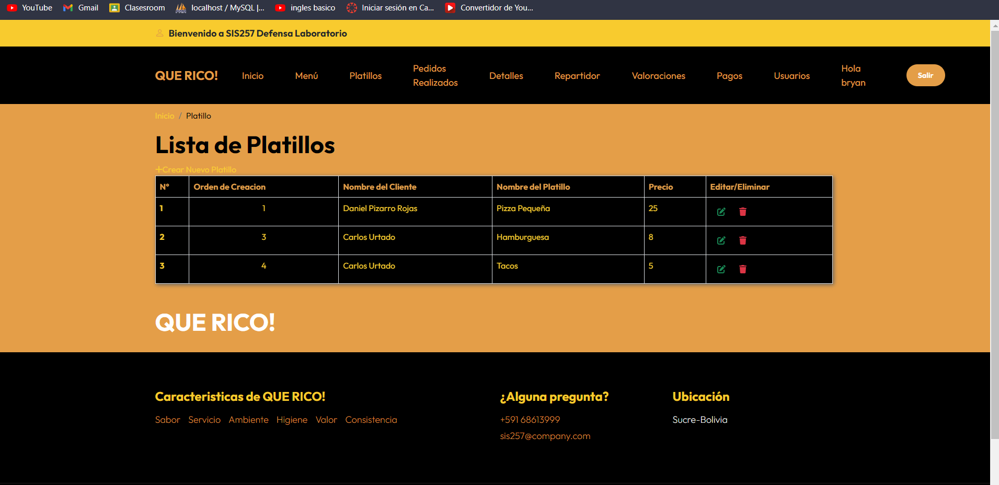 YouTube Gmail Clasesroom localhost / MySQL |... ingles basico Iniciar sesión en Ca... Convertidor de You...
Bienvenido a SIS257 Defensa Laboratorio
QUE RICO! Inicio Menú Platillos Pedidos Realizados Detalles Repartidor Valoraciones Pagos Usuarios Hola bryan Salir
Inicio / Platillo
Lista de Platillos
+Crear Nuevo Platillo
N° Orden de Creacion Nombre del Cliente Nombre del Platillo Precio Editar/Eliminar
1 1 Daniel Pizarro Rojas Pizza Pequeña 25
2 3 Carlos Urtado Hamburguesa 8
3 4 Carlos Urtado Tacos 5
QUE RICO!
Caracteristicas de QUE RICO! ¿Alguna pregunta? Ubicación
Sabor Servicio Ambiente Higiene Valor Consistencia +591 68613999 Sucre-Bolivia
sis257@company.com